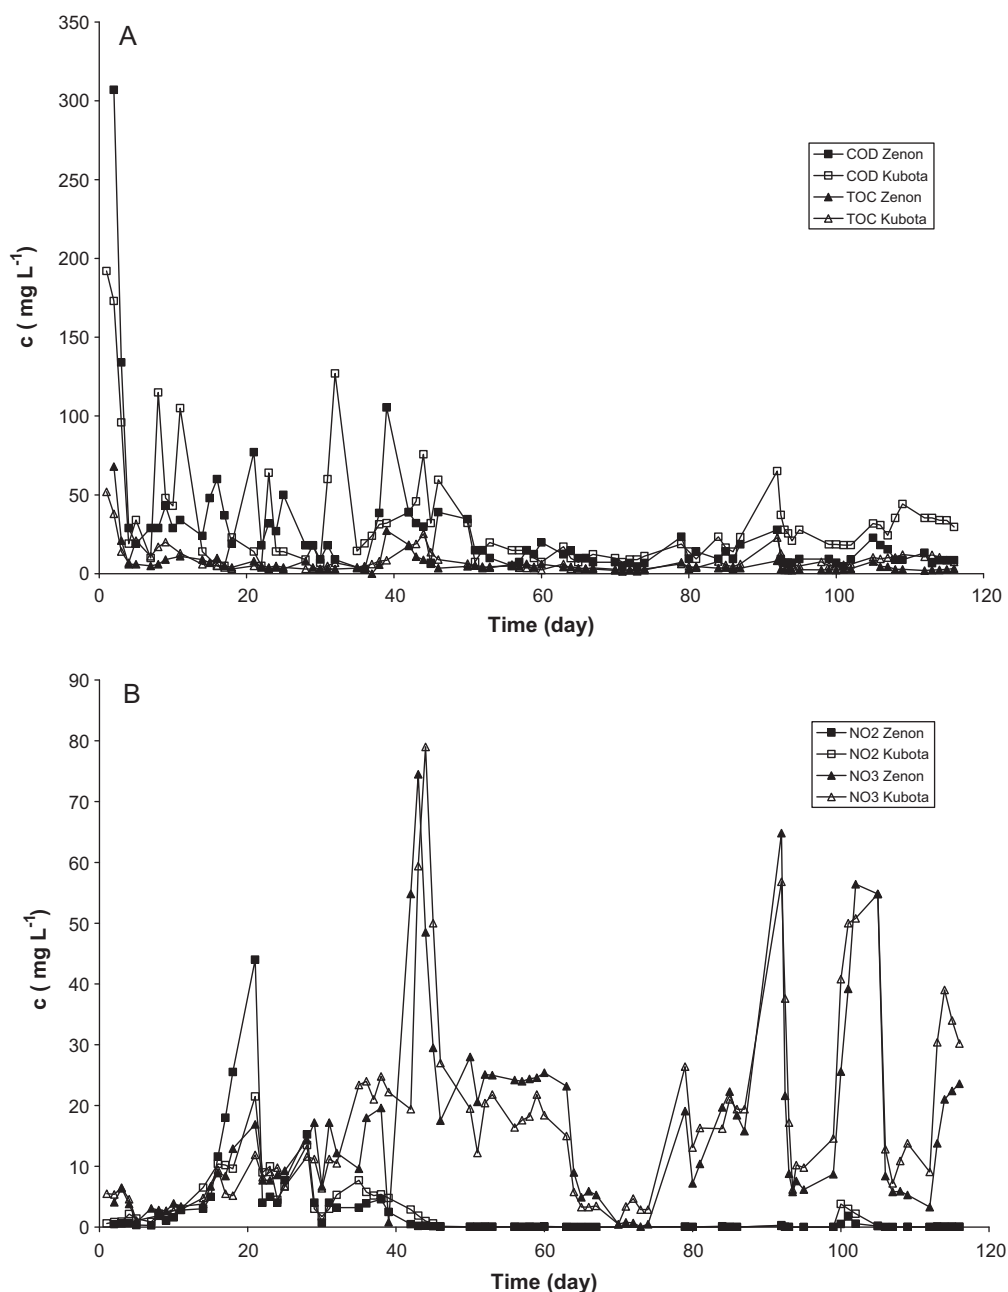 A
350
300
250
200
150
100
50
0
c ( mg L-1)
COD Zenon
COD Kubota
TOC Zenon
TOC Kubota
0 20 40 60 80 100 120
Time (day)
B
90
80
70
60
50
40
30
20
10
0
c ( mg L-1)
NO2 Zenon
NO2 Kubota
NO3 Zenon
NO3 Kubota
0 20 40 60 80 100 120
Time (day)